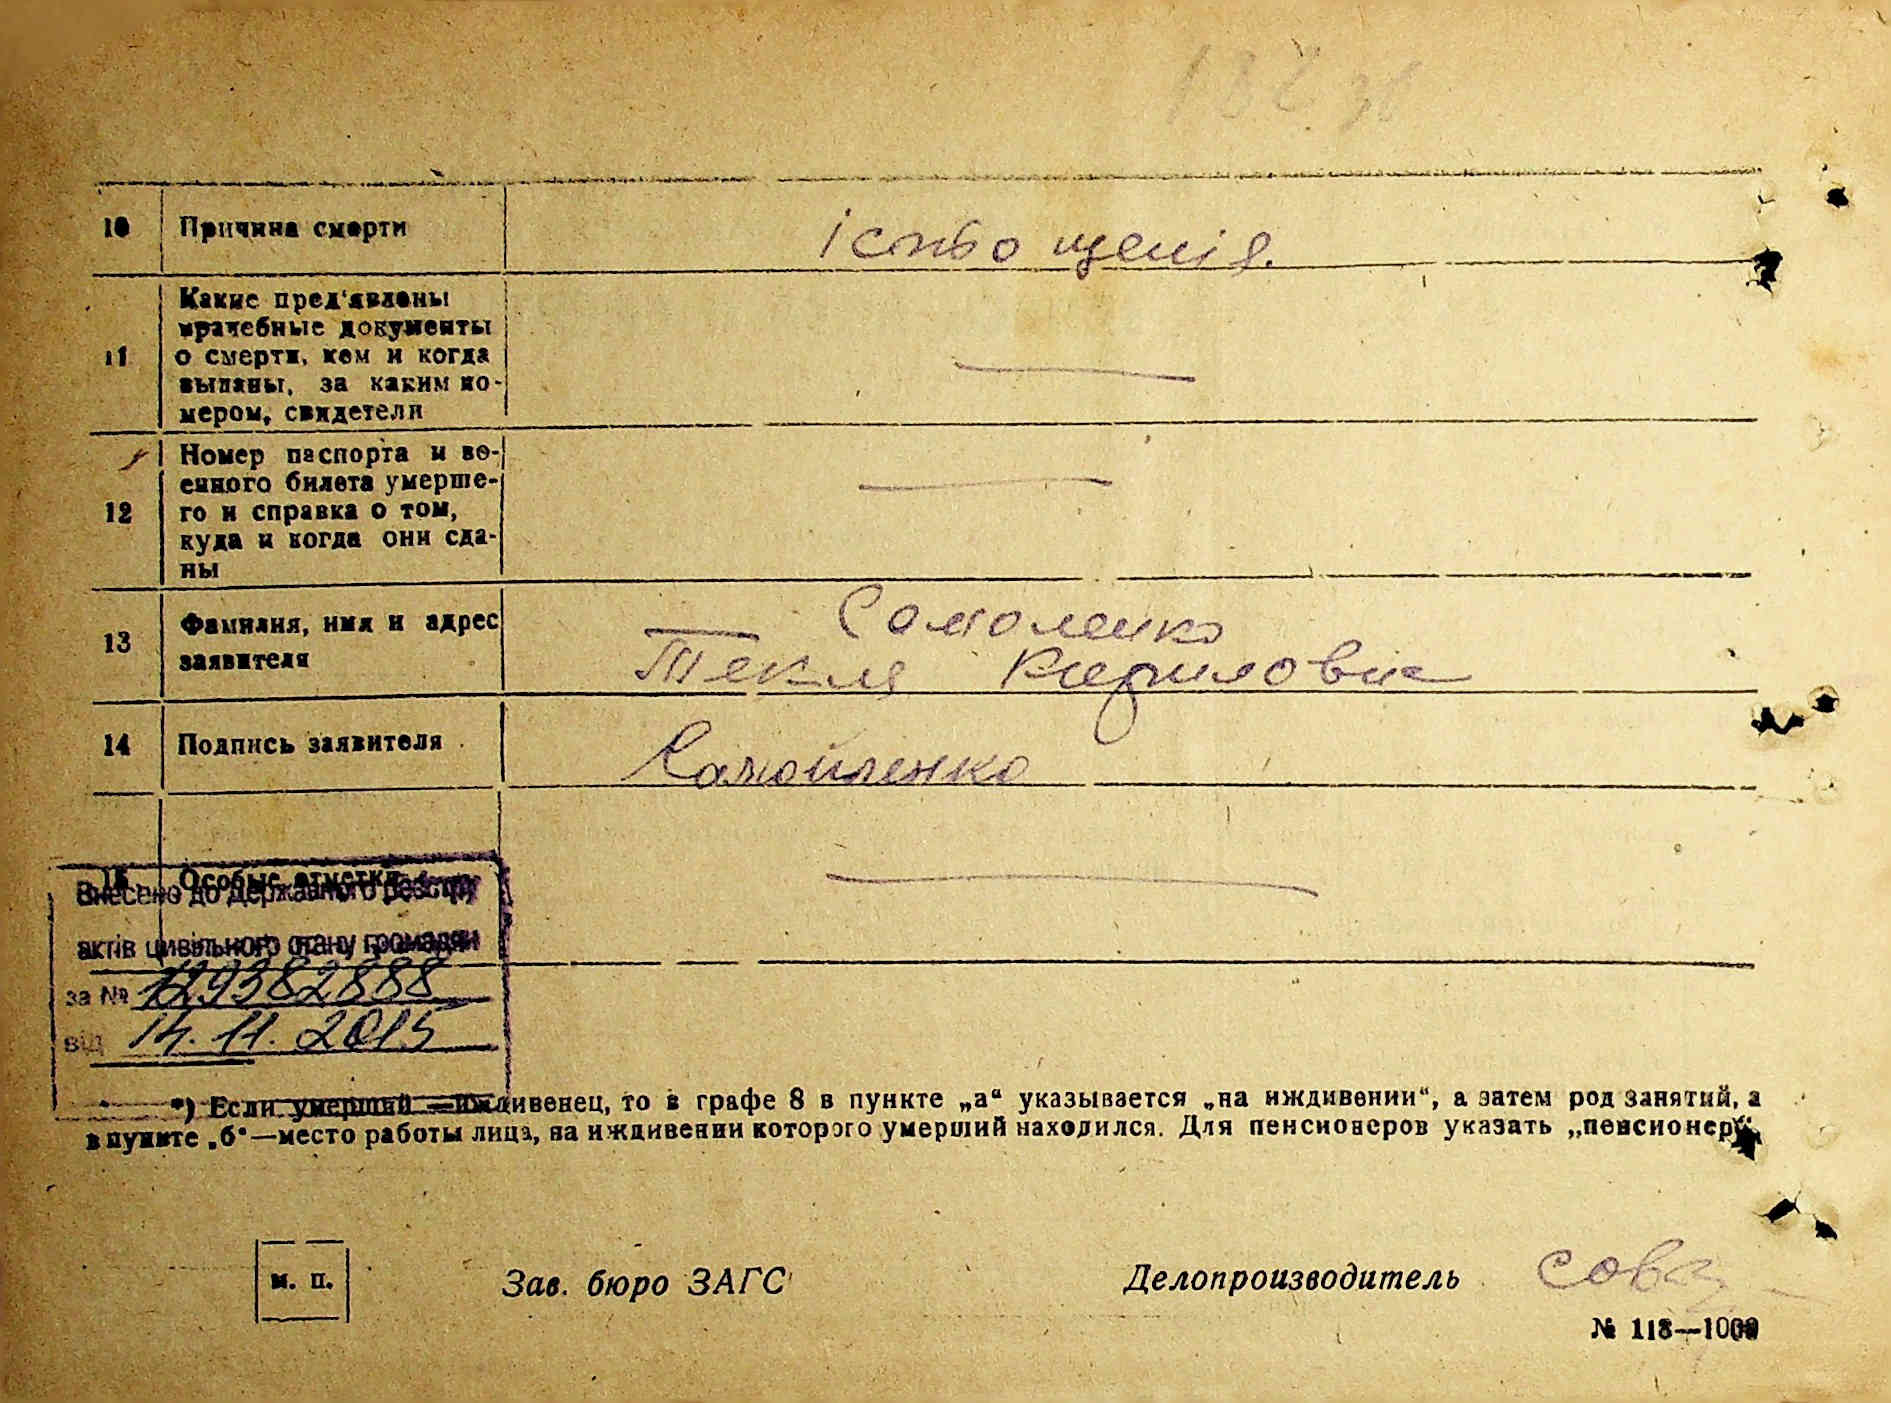 10 Причина смерти
істощенія.
11 Какие пред'явлены
врачебные документы
о смерти, кем и когда
выданы, за каким но-
мером, свидетели
12 Номер паспорта и во-
енного билета умерше-
го и справка о том,
куда и когда они сда-
ны
13 Фамилия, имя и адрес
заявителя
Самоленко
Текля Кириловна
14 Подпись заявителя
Самойленко
15 Особые отметки
Внесено до Державного реєстру
актів цивільного стану громадян
за № 129382888
від 14.11.2015
*) Если умерший —иждивенец, то в графе 8 в пункте „а“ указывается „на иждивении“, а затем род занятий, а
в пункте „б“—место работы лица, на иждивении которого умерший находился. Для пенсионеров указать „пенсионер“.
м. п.
Зав. бюро ЗАГС
Делопроизводитель
№ 118—1000